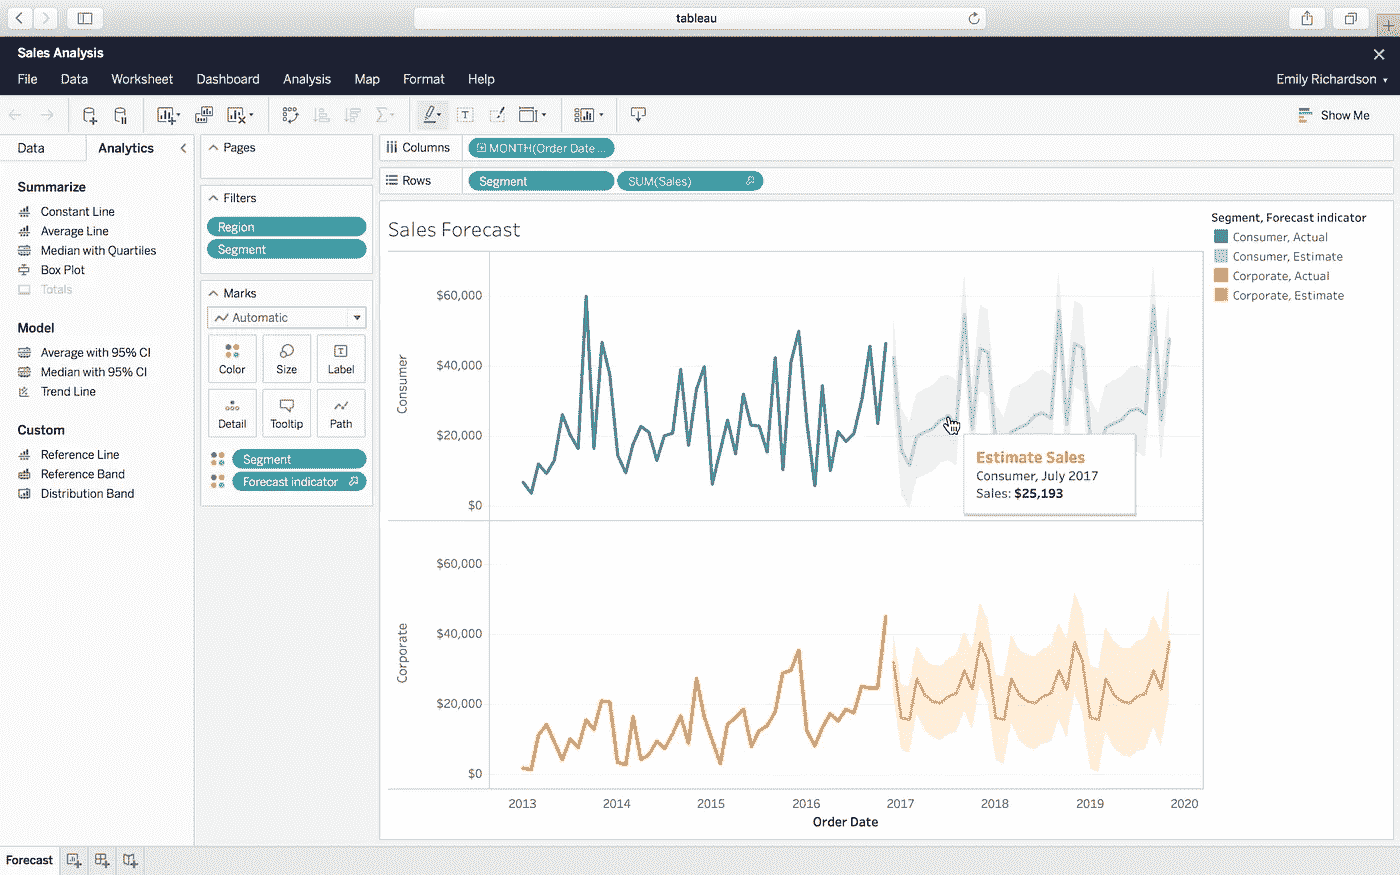 tableau
Sales Analysis
File Data Worksheet Dashboard Analysis Map Format Help
Emily Richardson
Show Me
Data
Analytics
Summarize
Constant Line
Average Line
Median with Quartiles
Box Plot
Totals
Model
Average with 95% CI
Median with 95% CI
Trend Line
Custom
Reference Line
Reference Band
Distribution Band
Pages
Filters
Region
Segment
Marks
Automatic
Color Size Label
Detail Tooltip Path
Segment
Forecast indicator
Columns
MONTH(Order Date ...
Rows
Segment
SUM(Sales)
Sales Forecast
Consumer
$60,000
$40,000
$20,000
$0
Estimate Sales
Consumer, July 2017
Sales: $25,193
Corporate
$60,000
$40,000
$20,000
$0
2013 2014 2015 2016 2017 2018 2019 2020
Order Date
Segment, Forecast indicator
Consumer, Actual
Consumer, Estimate
Corporate, Actual
Corporate, Estimate
Forecast